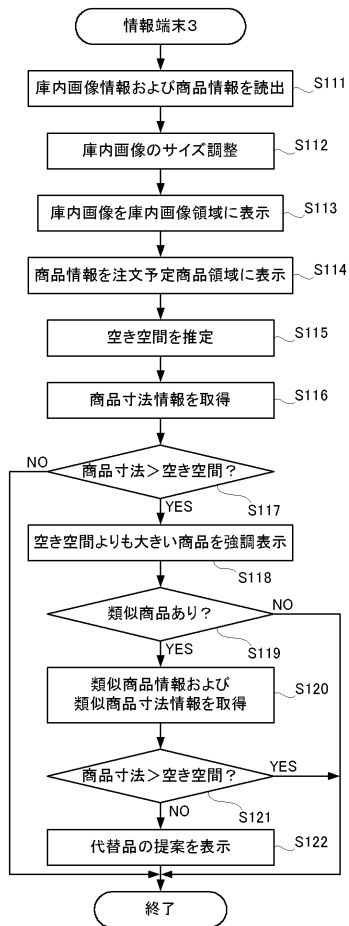 情報端末3
庫内画像情報および商品情報を読出
S111
庫内画像のサイズ調整
S112
庫内画像を庫内画像領域に表示
S113
商品情報を注文予定商品領域に表示
S114
空き空間を推定
S115
商品寸法情報を取得
S116
商品寸法＞空き空間？
NO
YES
S117
空き空間よりも大きい商品を強調表示
S118
類似商品あり？
NO
YES
S119
類似商品情報および
類似商品寸法情報を取得
S120
商品寸法＞空き空間？
YES
NO
S121
代替品の提案を表示
S122
終了